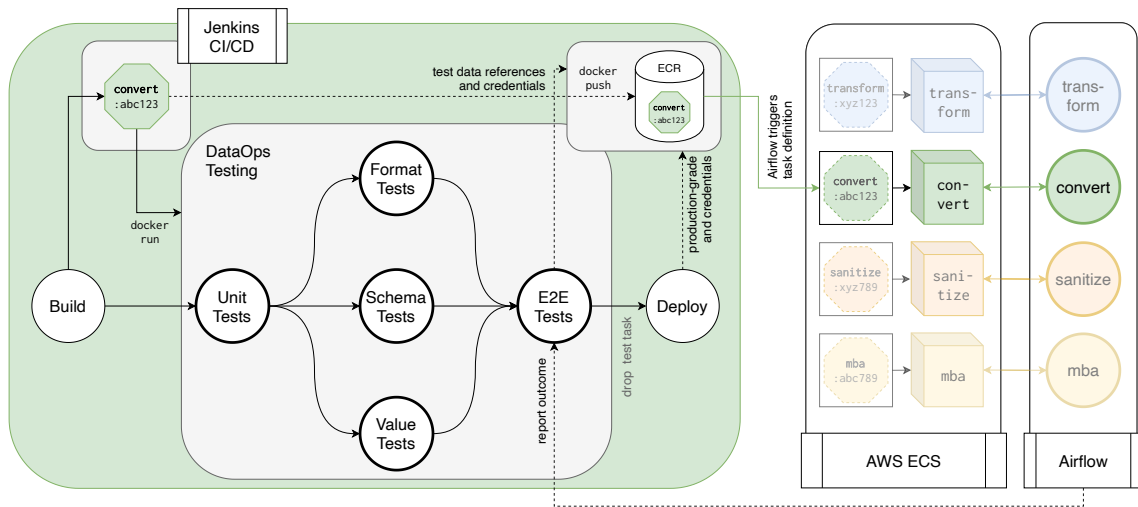 Jenkins
CI/CD
convert
:abc123
test data references
and credentials
docker
push
ECR
convert
:abc123
DataOps
Testing
docker
run
Format
Tests
Build
Unit
Tests
Schema
Tests
E2E
Tests
Deploy
Value
Tests
report outcome
drop test task
production-grade
and credentials
Airflow triggers
task definition
transform
:xyz123
trans-
form
trans-
form
convert
:abc123
con-
vert
convert
sanitize
:xyz789
sani-
tize
sanitize
mba
:abc789
mba
mba
AWS ECS
Airflow